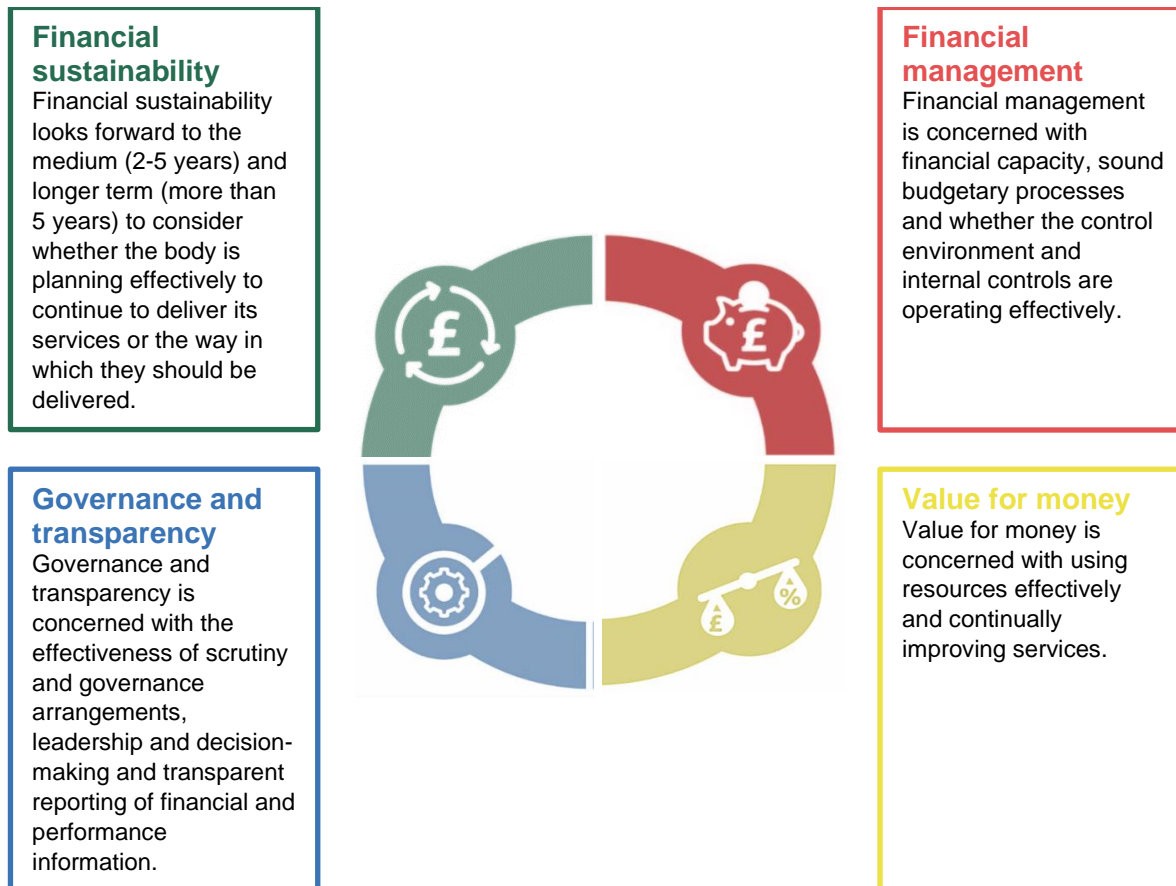 Financial
sustainability
Financial sustainability
looks forward to the
medium (2-5 years) and
longer term (more than
5 years) to consider
whether the body is
planning effectively to
continue to deliver its
services or the way in
which they should be
delivered.
Financial
management
Financial management
is concerned with
financial capacity, sound
budgetary processes
and whether the control
environment and
internal controls are
operating effectively.
£
£
Governance and
transparency
Governance and
transparency is
concerned with the
effectiveness of scrutiny
and governance
arrangements,
leadership and decision-
making and transparent
reporting of financial and
performance
information.
£
%
Value for money
Value for money is
concerned with using
resources effectively
and continually
improving services.